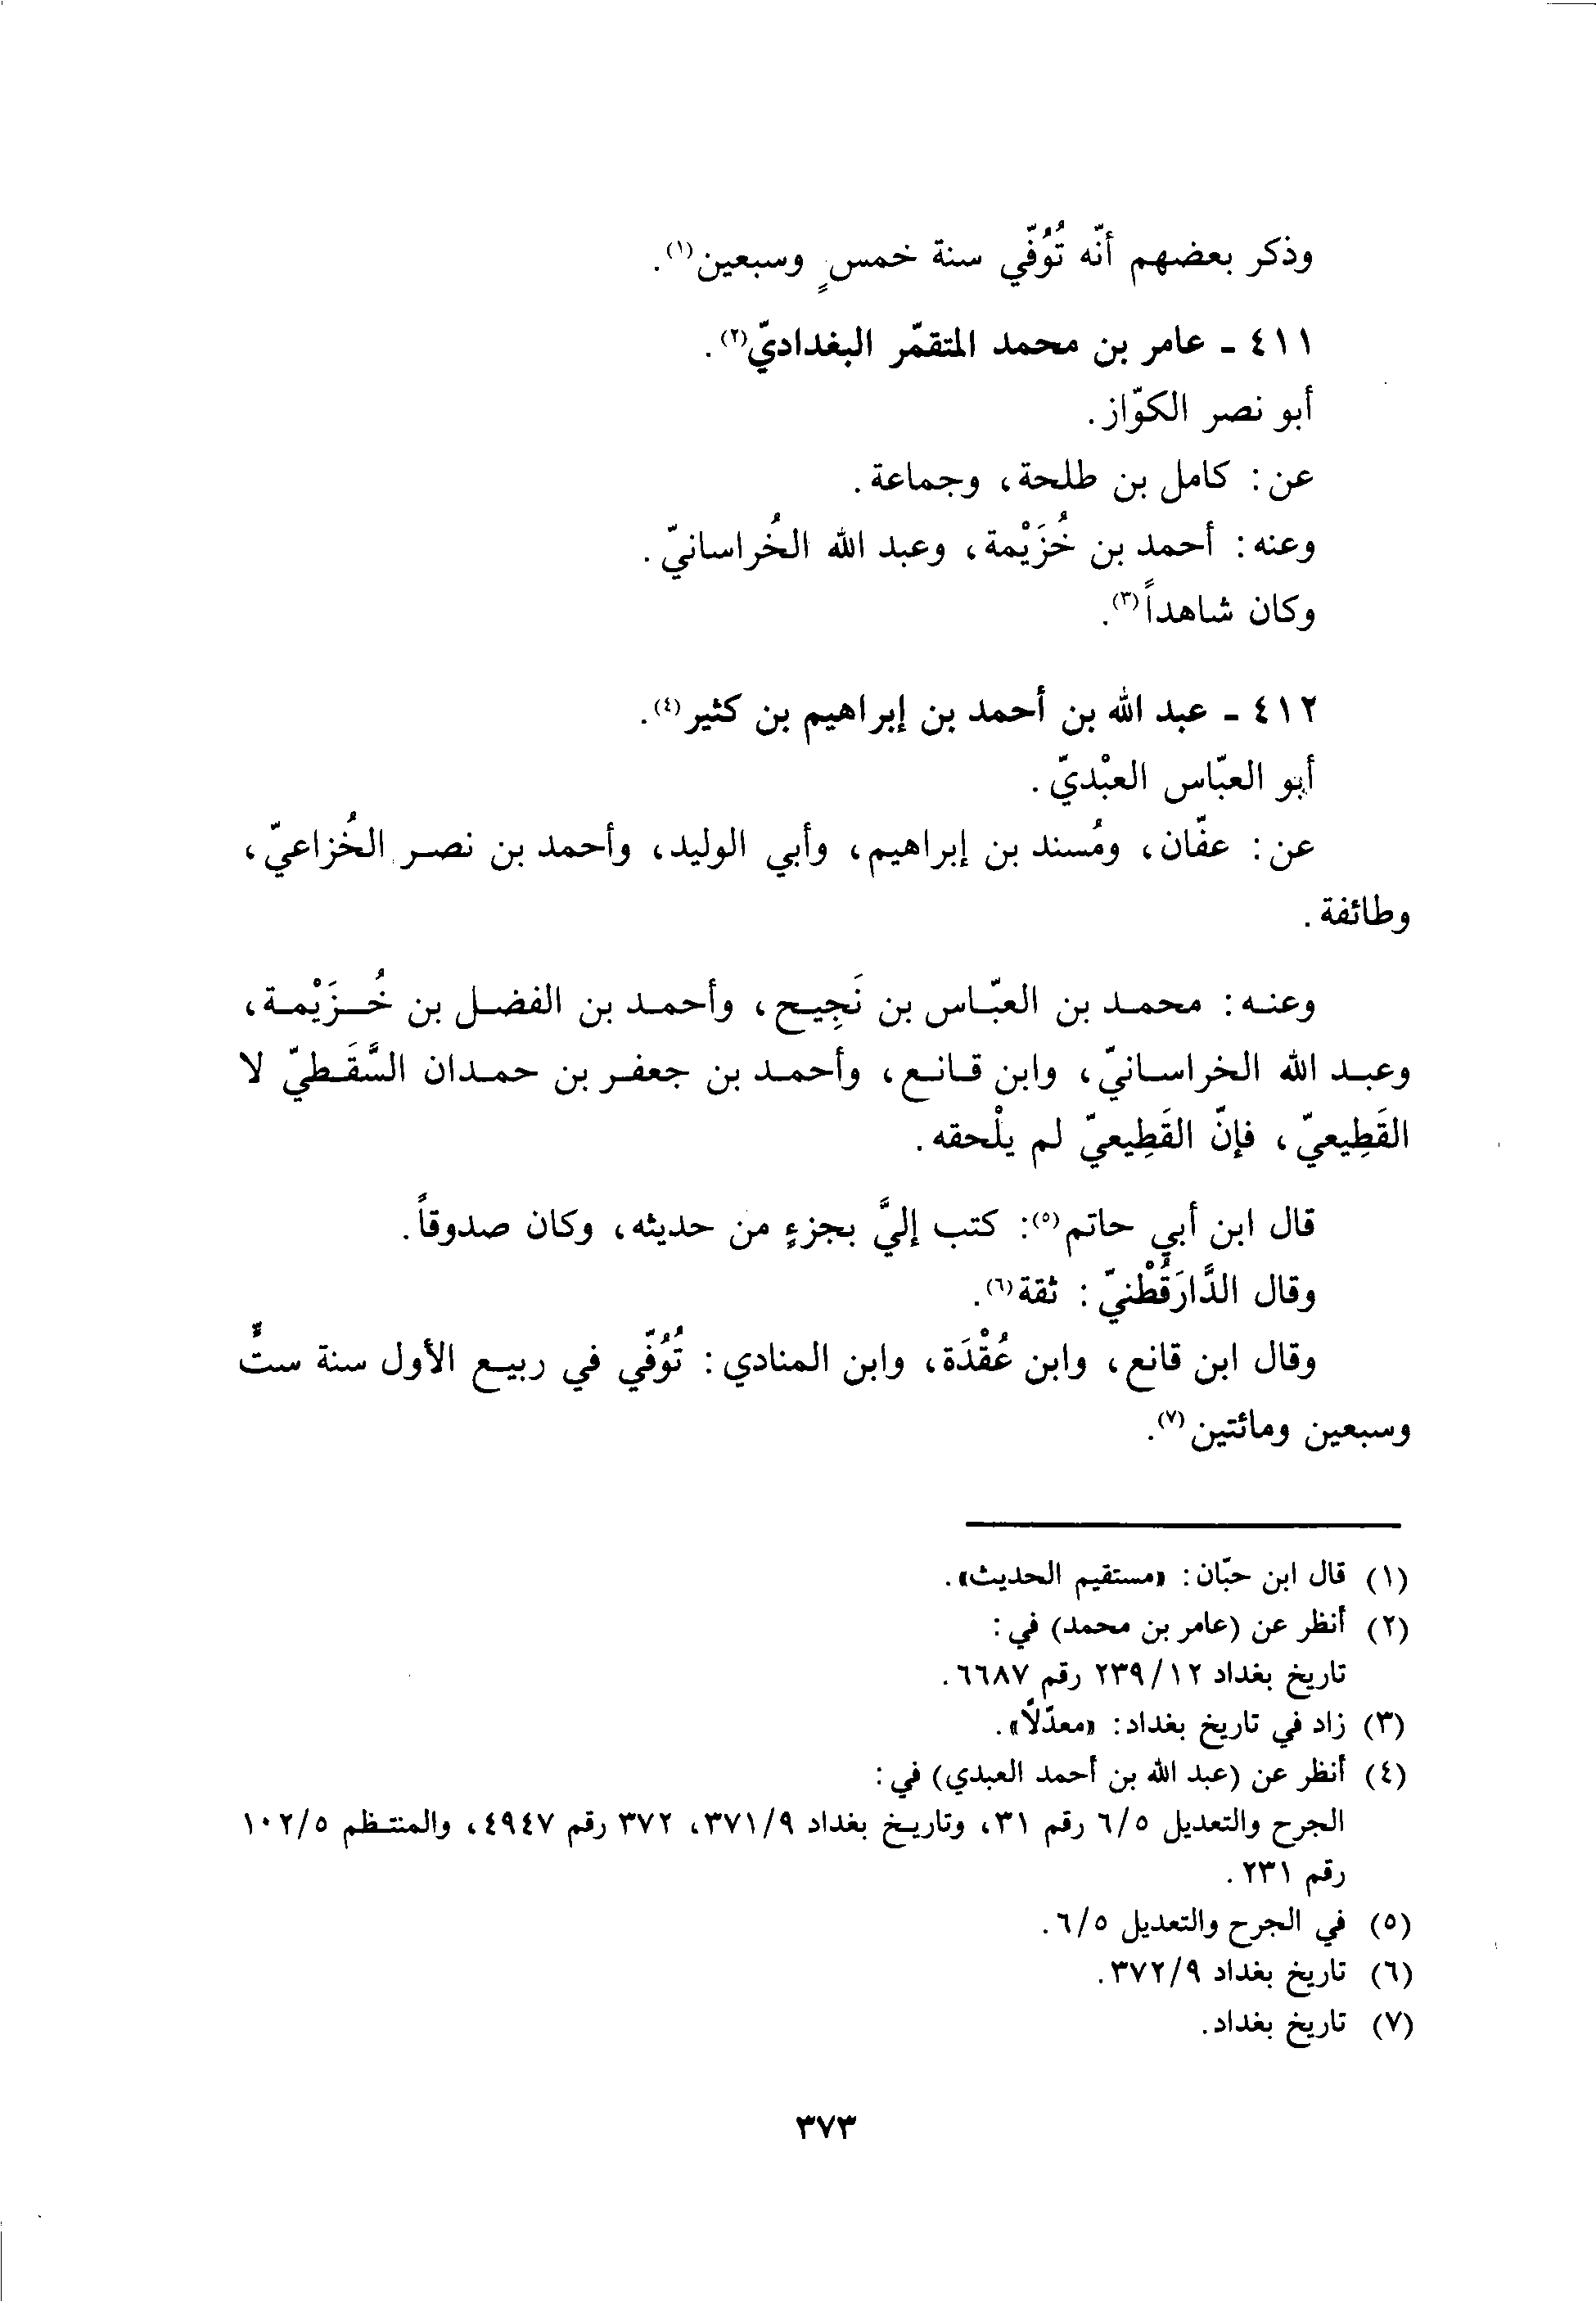 وذكر بعضهم أنّه تُوُفّي سنة خمسٍ وسبعين(١).
٤١١ - عامر بن محمد المتقمّر البغداديّ(٢).
أبو نصر الكوّاز.
عن: كامل بن طلحة، وجماعة.
وعنه: أحمد بن خُزَيْمة، وعبد الله الخُراسانيّ.
وكان شاهداً(٣).
٤١٢ - عبد الله بن أحمد بن إبراهيم بن كثير(٤).
أبو العبّاس العبْديّ.
عن: عفّان، ومُسند بن إبراهيم، وأبي الوليد، وأحمد بن نصر الخُزاعيّ،
وطائفة.
وعنه: محمد بن العبّاس بن نَجِيح، وأحمد بن الفضل بن خُزَيْمة،
وعبد الله الخراسانيّ، وابن قانع، وأحمد بن جعفر بن حمدان السَّقَطيّ لا
القَطِيعيّ، فإنّ القَطِيعيّ لم يلْحقه.
قال ابن أبي حاتم(٥): كتب إليَّ بجزءٍ من حديثه، وكان صدوقاً.
وقال الدَّارَقُطْنيّ: ثقة(٦).
وقال ابن قانع، وابن عُقْدَة، وابن المنادي: تُوُفّي في ربيع الأول سنة ستٍّ
وسبعين ومائتين(٧).
(١) قال ابن حبّان: «مستقيم الحديث».
(٢) أنظر عن (عامر بن محمد) في:
تاريخ بغداد ١٢/ ٢٣٩ رقم ٦٦٨٧.
(٣) زاد في تاريخ بغداد: «معدّلاً».
(٤) أنظر عن (عبد الله بن أحمد العبدي) في:
الجرح والتعديل ٥/ ٦ رقم ٣١، وتاريخ بغداد ٩/ ٣٧١، ٣٧٢ رقم ٤٩٤٧، والمنتظم ٥/ ١٠٢
رقم ٢٣١.
(٥) في الجرح والتعديل ٥/ ٦.
(٦) تاريخ بغداد ٩/ ٣٧٢.
(٧) تاريخ بغداد.
٣٧٣